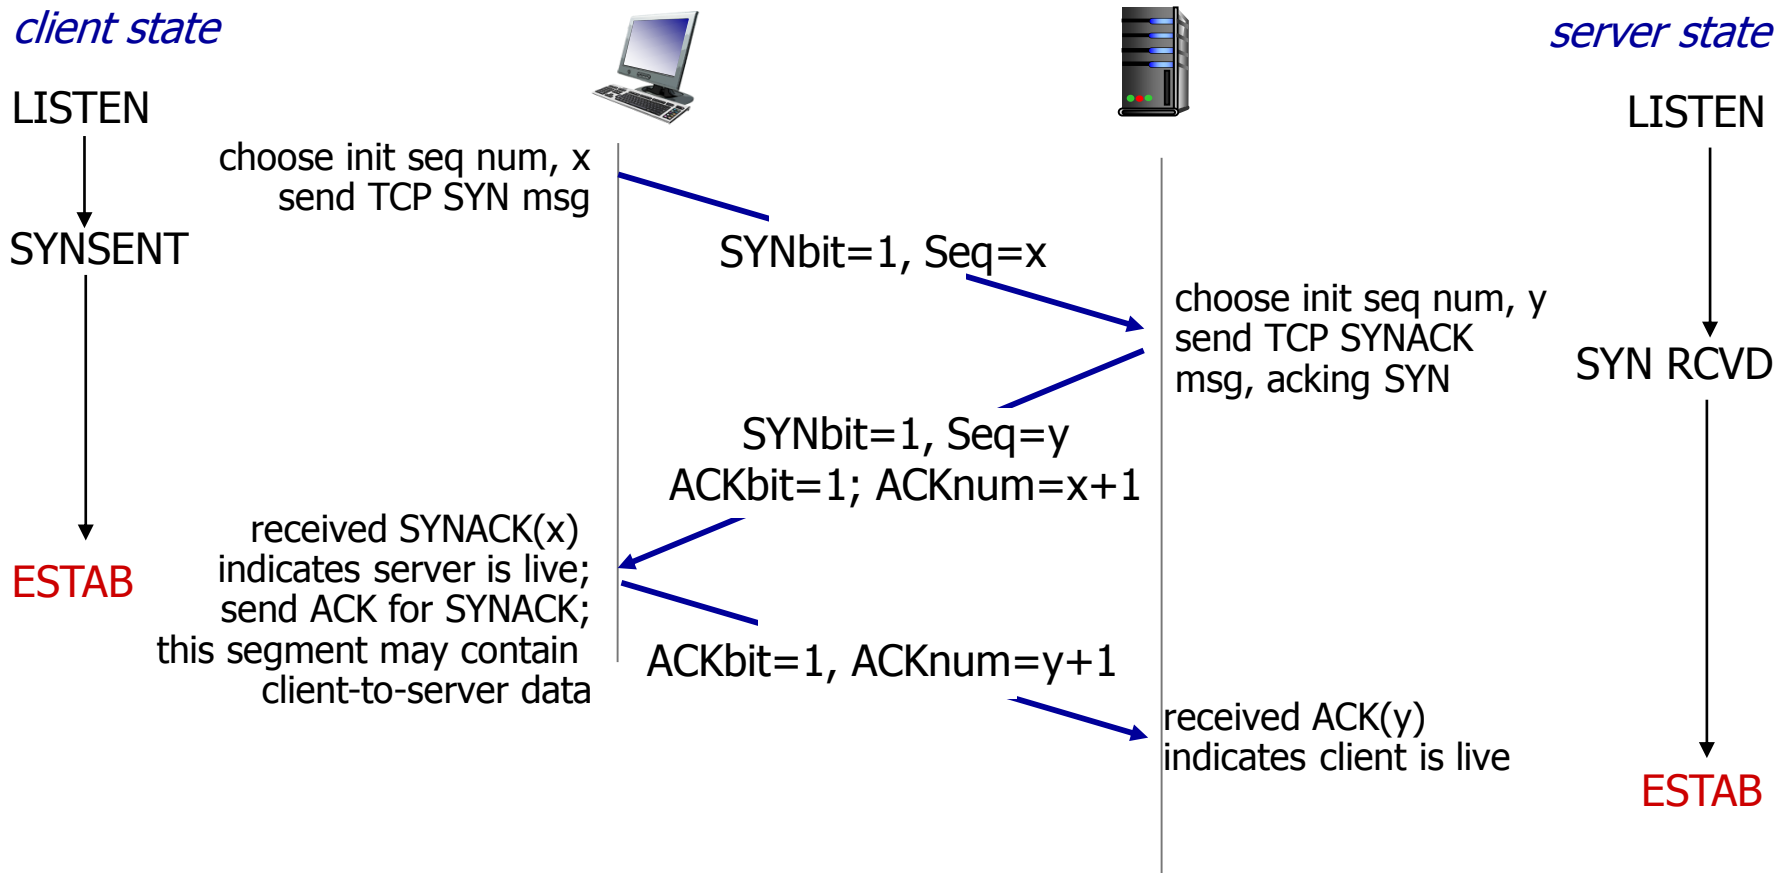 client state
server state
LISTEN
LISTEN
choose init seq num, x
send TCP SYN msg
SYNSENT
SYNbit=1, Seq=x
choose init seq num, y
send TCP SYNACK
msg, acking SYN
SYN RCVD
SYNbit=1, Seq=y
ACKbit=1; ACKnum=x+1
received SYNACK(x)
indicates server is live;
send ACK for SYNACK;
this segment may contain
client-to-server data
ESTAB
ACKbit=1, ACKnum=y+1
received ACK(y)
indicates client is live
ESTAB